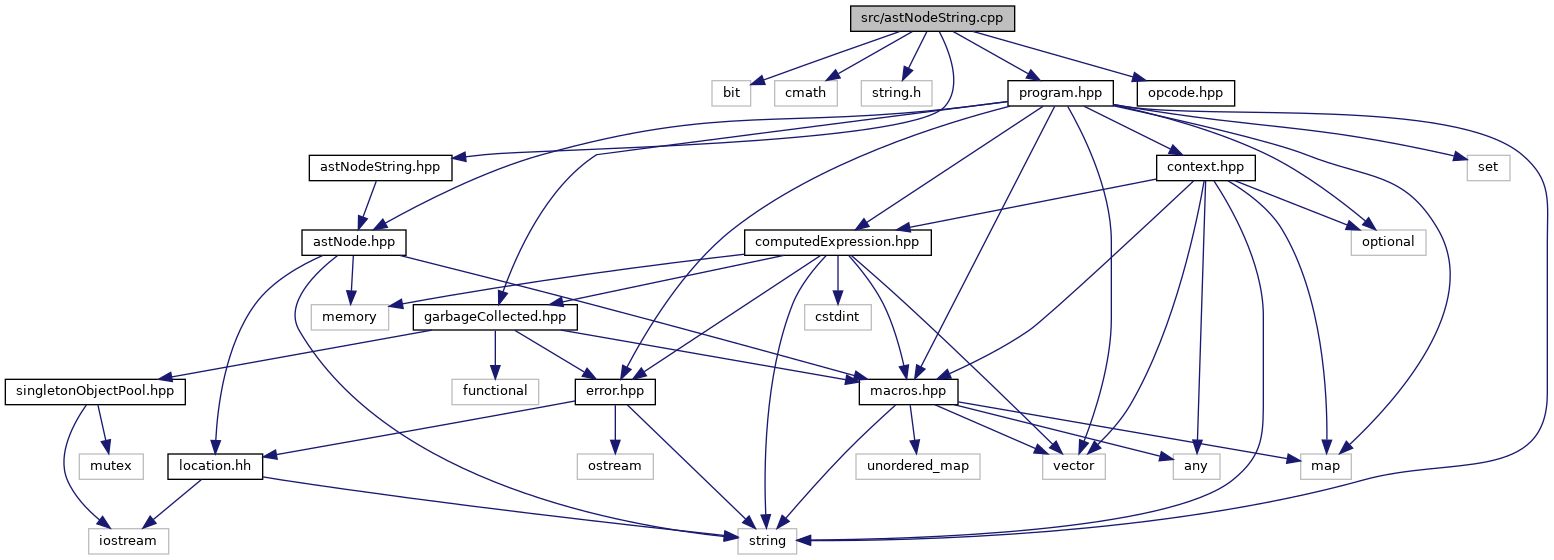 src/astNodeString.cpp
bit
cmath
string.h
program.hpp
opcode.hpp
astNodeString.hpp
context.hpp
set
astNode.hpp
computedExpression.hpp
optional
memory
garbageCollected.hpp
cstdint
singletonObjectPool.hpp
functional
error.hpp
macros.hpp
mutex
location.hh
ostream
unordered_map
vector
any
map
iostream
string